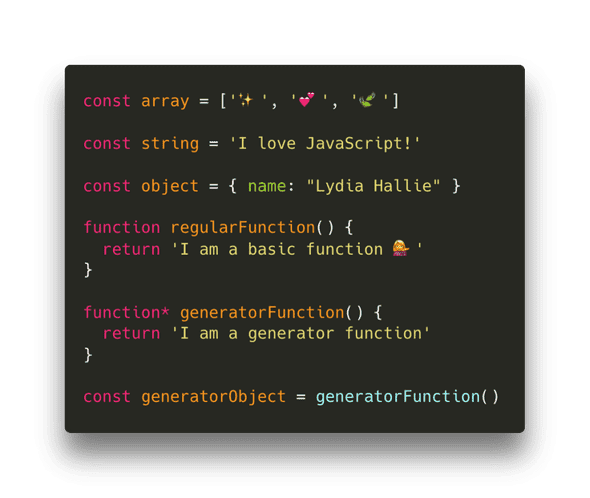 const array = ['✨', '💕', '🌿']
const string = 'I love JavaScript!'
const object = { name: "Lydia Hallie" }
function regularFunction() {
  return 'I am a basic function 💁🏼‍♀️'
}
function* generatorFunction() {
  return 'I am a generator function'
}
const generatorObject = generatorFunction()